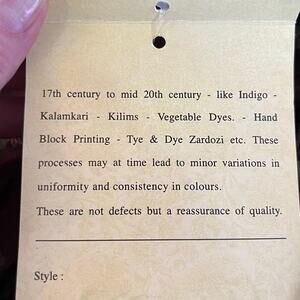 17th century to mid 20th century - like Indigo -
Kalamkari - Kilims - Vegetable Dyes. - Hand
Block Printing - Tye & Dye Zardozi etc. These
processes may at time lead to minor variations in
uniformity and consistency in colours.
These are not defects but a reassurance of quality.
Style :